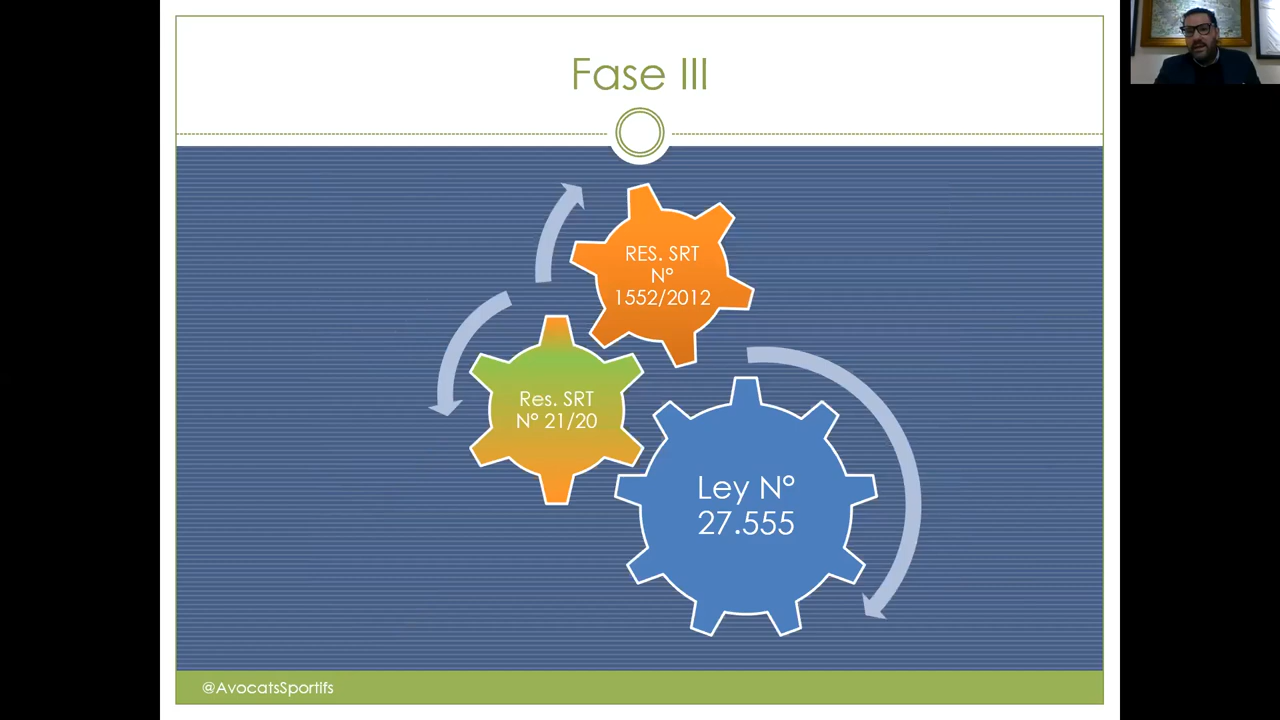 Fase III
RES. SRT
N°
1552/2012
Res. SRT
N° 21/20
Ley N°
27.555
@AvocatsSportifs